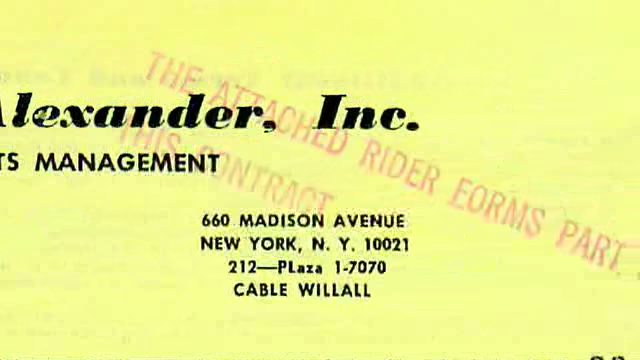 Alexander, Inc.
TS MANAGEMENT
THE ATTACHED RIDER EORMS PART
THIS CONTRACT
660 MADISON AVENUE
NEW YORK, N. Y. 10021
212—PLaza 1-7070
CABLE WILLALL